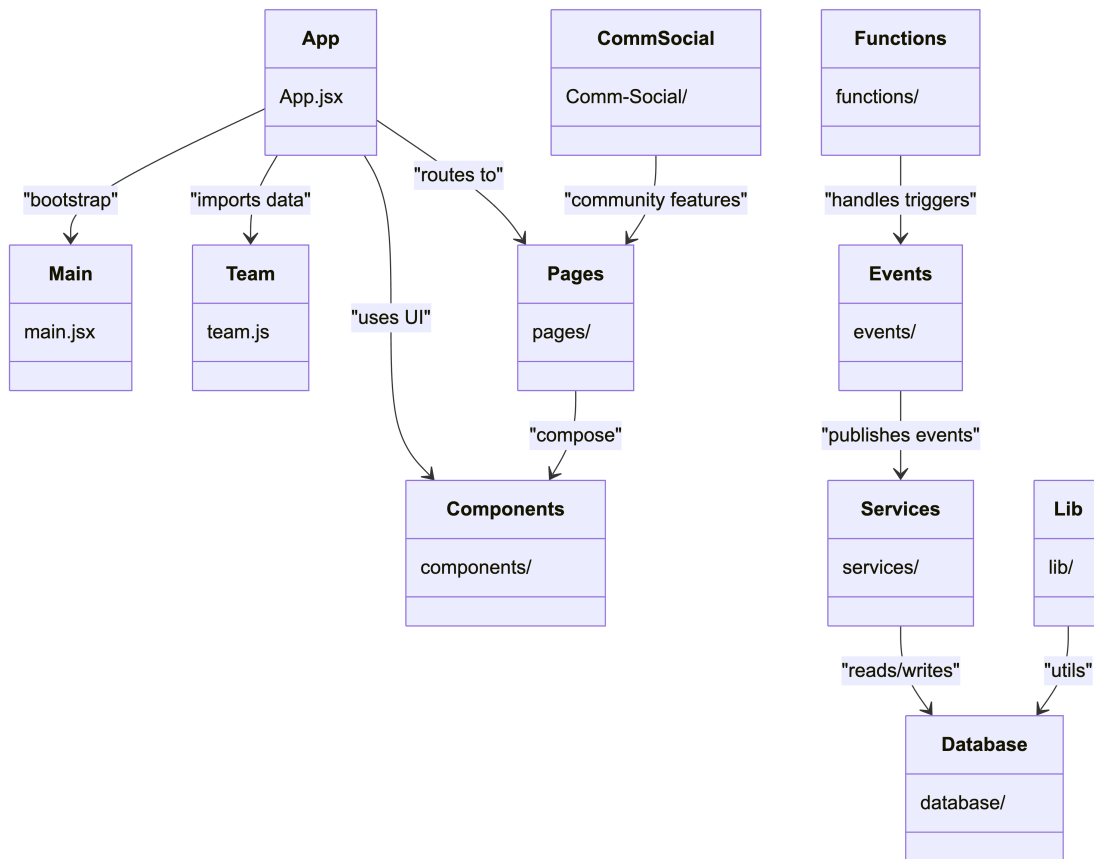 App
App.jsx
CommSocial
Comm-Social/
Functions
functions/
"routes to"
"bootstrap"
"imports data"
"community features"
"handles triggers"
Main
main.jsx
Team
team.js
"uses UI"
Pages
pages/
Events
events/
"compose"
"publishes events"
Components
components/
Services
services/
Lib
lib/
"reads/writes"
"utils"
Database
database/